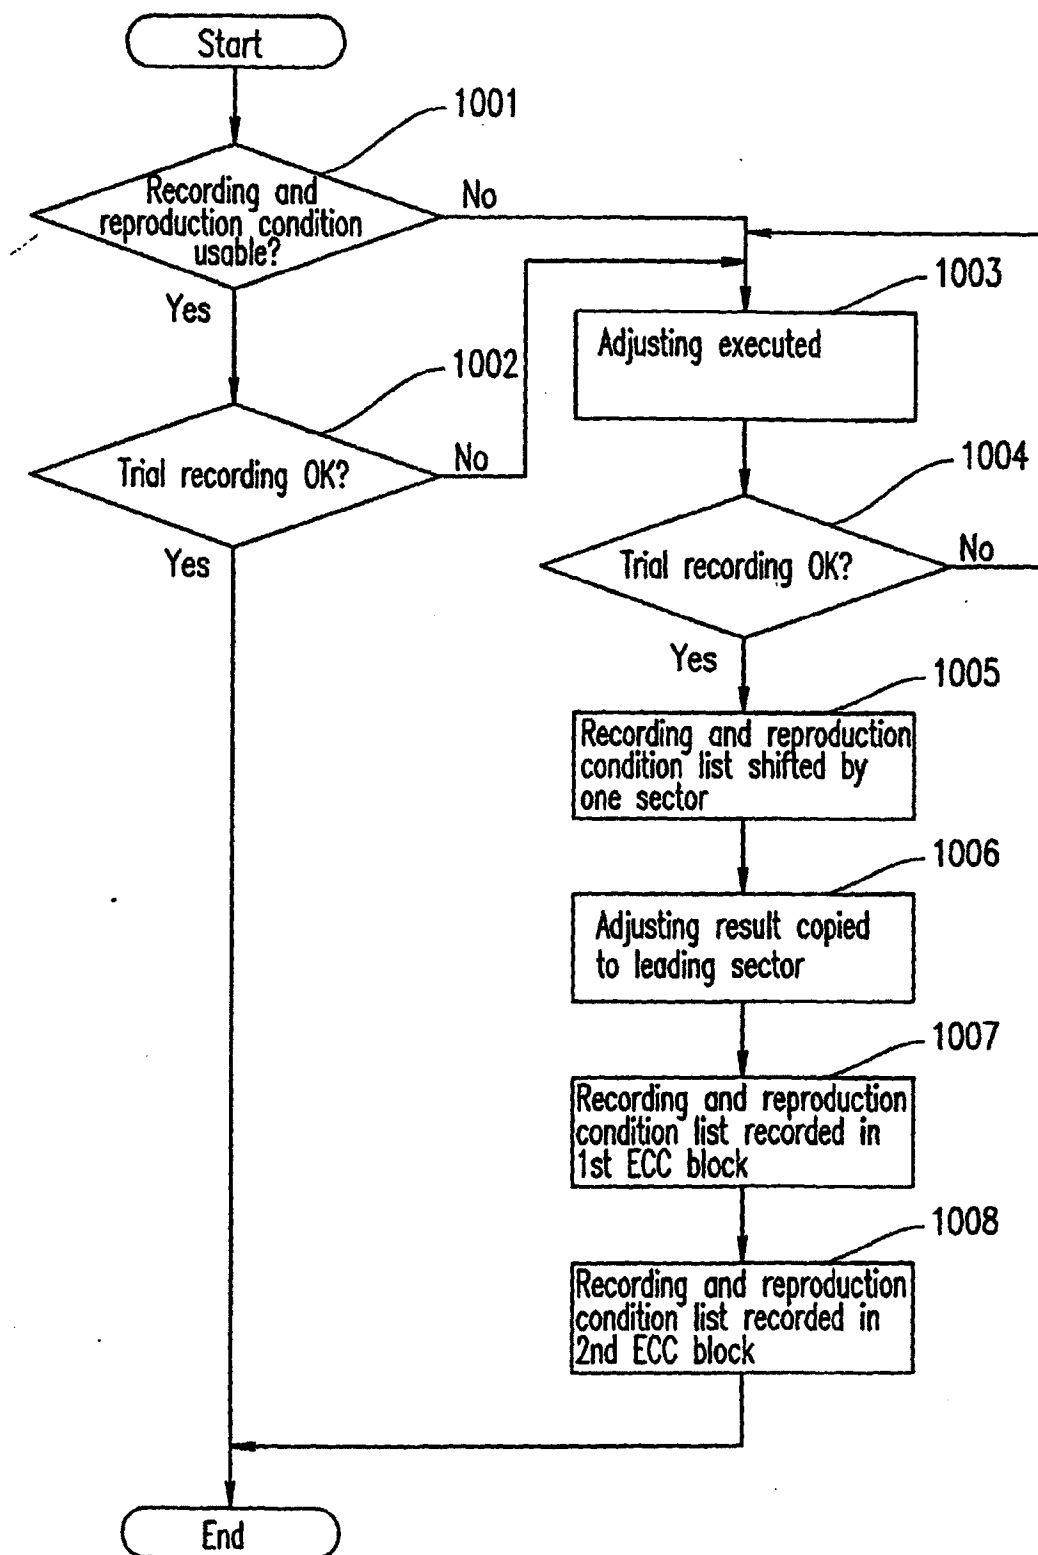 Start
1001
Recording and
reproduction condition
usable?
No
Yes
1002
Trial recording OK?
No
Yes
1003
Adjusting executed
1004
Trial recording OK?
No
Yes
1005
Recording and reproduction
condition list shifted by
one sector
1006
Adjusting result copied
to leading sector
1007
Recording and reproduction
condition list recorded in
1st ECC block
1008
Recording and reproduction
condition list recorded in
2nd ECC block
End